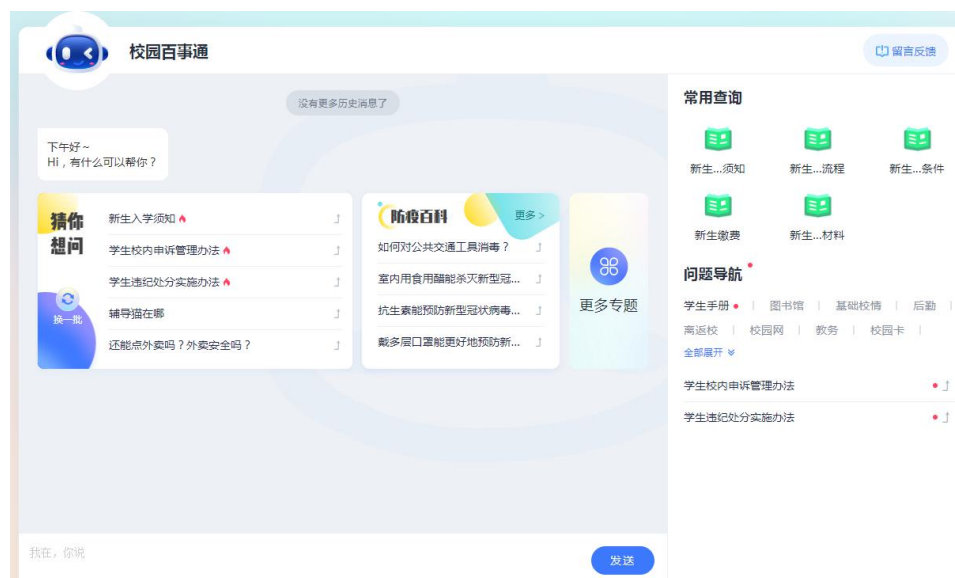 校园百事通
留言反馈
没有更多历史消息了
下午好~
Hi，有什么可以帮你？
猜你
想问
换一批
新生入学须知
学生校内申诉管理办法
学生违纪处分实施办法
辅导猫在哪
还能点外卖吗？外卖安全吗？
防疫百科
更多 >
如何对公共交通工具消毒？
室内用食用醋能杀灭新型冠...
抗生素能预防新型冠状病毒...
戴多层口罩能更好地预防新...
更多专题
我在，你说
发送
常用查询
新生...须知
新生...流程
新生...条件
新生缴费
新生...材料
问题导航
学生手册 | 图书馆 | 基础校情 | 后勤 |
离返校 | 校园网 | 教务 | 校园卡 |
全部展开
学生校内申诉管理办法
学生违纪处分实施办法